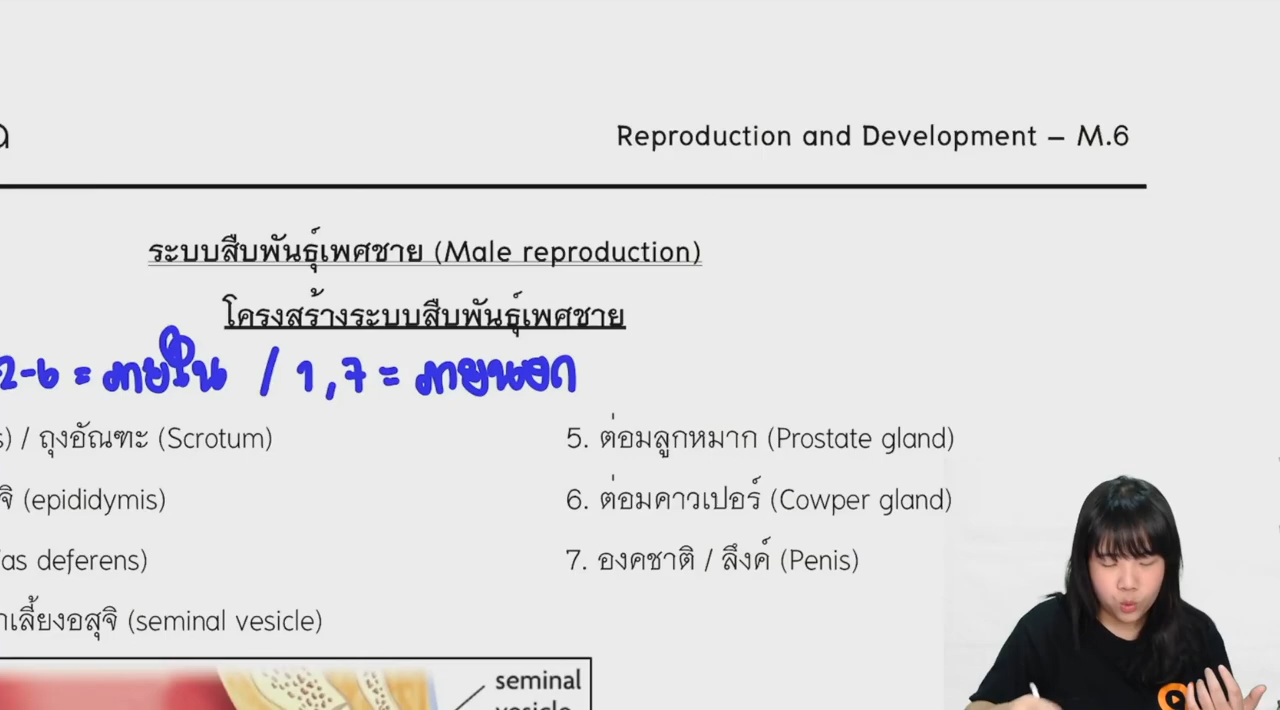 Reproduction and Development – M.6
ระบบสืบพันธุ์เพศชาย (Male reproduction)
โครงสร้างระบบสืบพันธุ์เพศชาย
2-6 = ภายใน / 1,7 = ภายนอก
s) / ถุงอัณฑะ (Scrotum)
5. ต่อมลูกหมาก (Prostate gland)
จิ (epididymis)
6. ต่อมคาวเปอร์ (Cowper gland)
as deferens)
7. องคชาติ / ลึงค์ (Penis)
าเลี้ยงอสุจิ (seminal vesicle)
seminal
vesicle